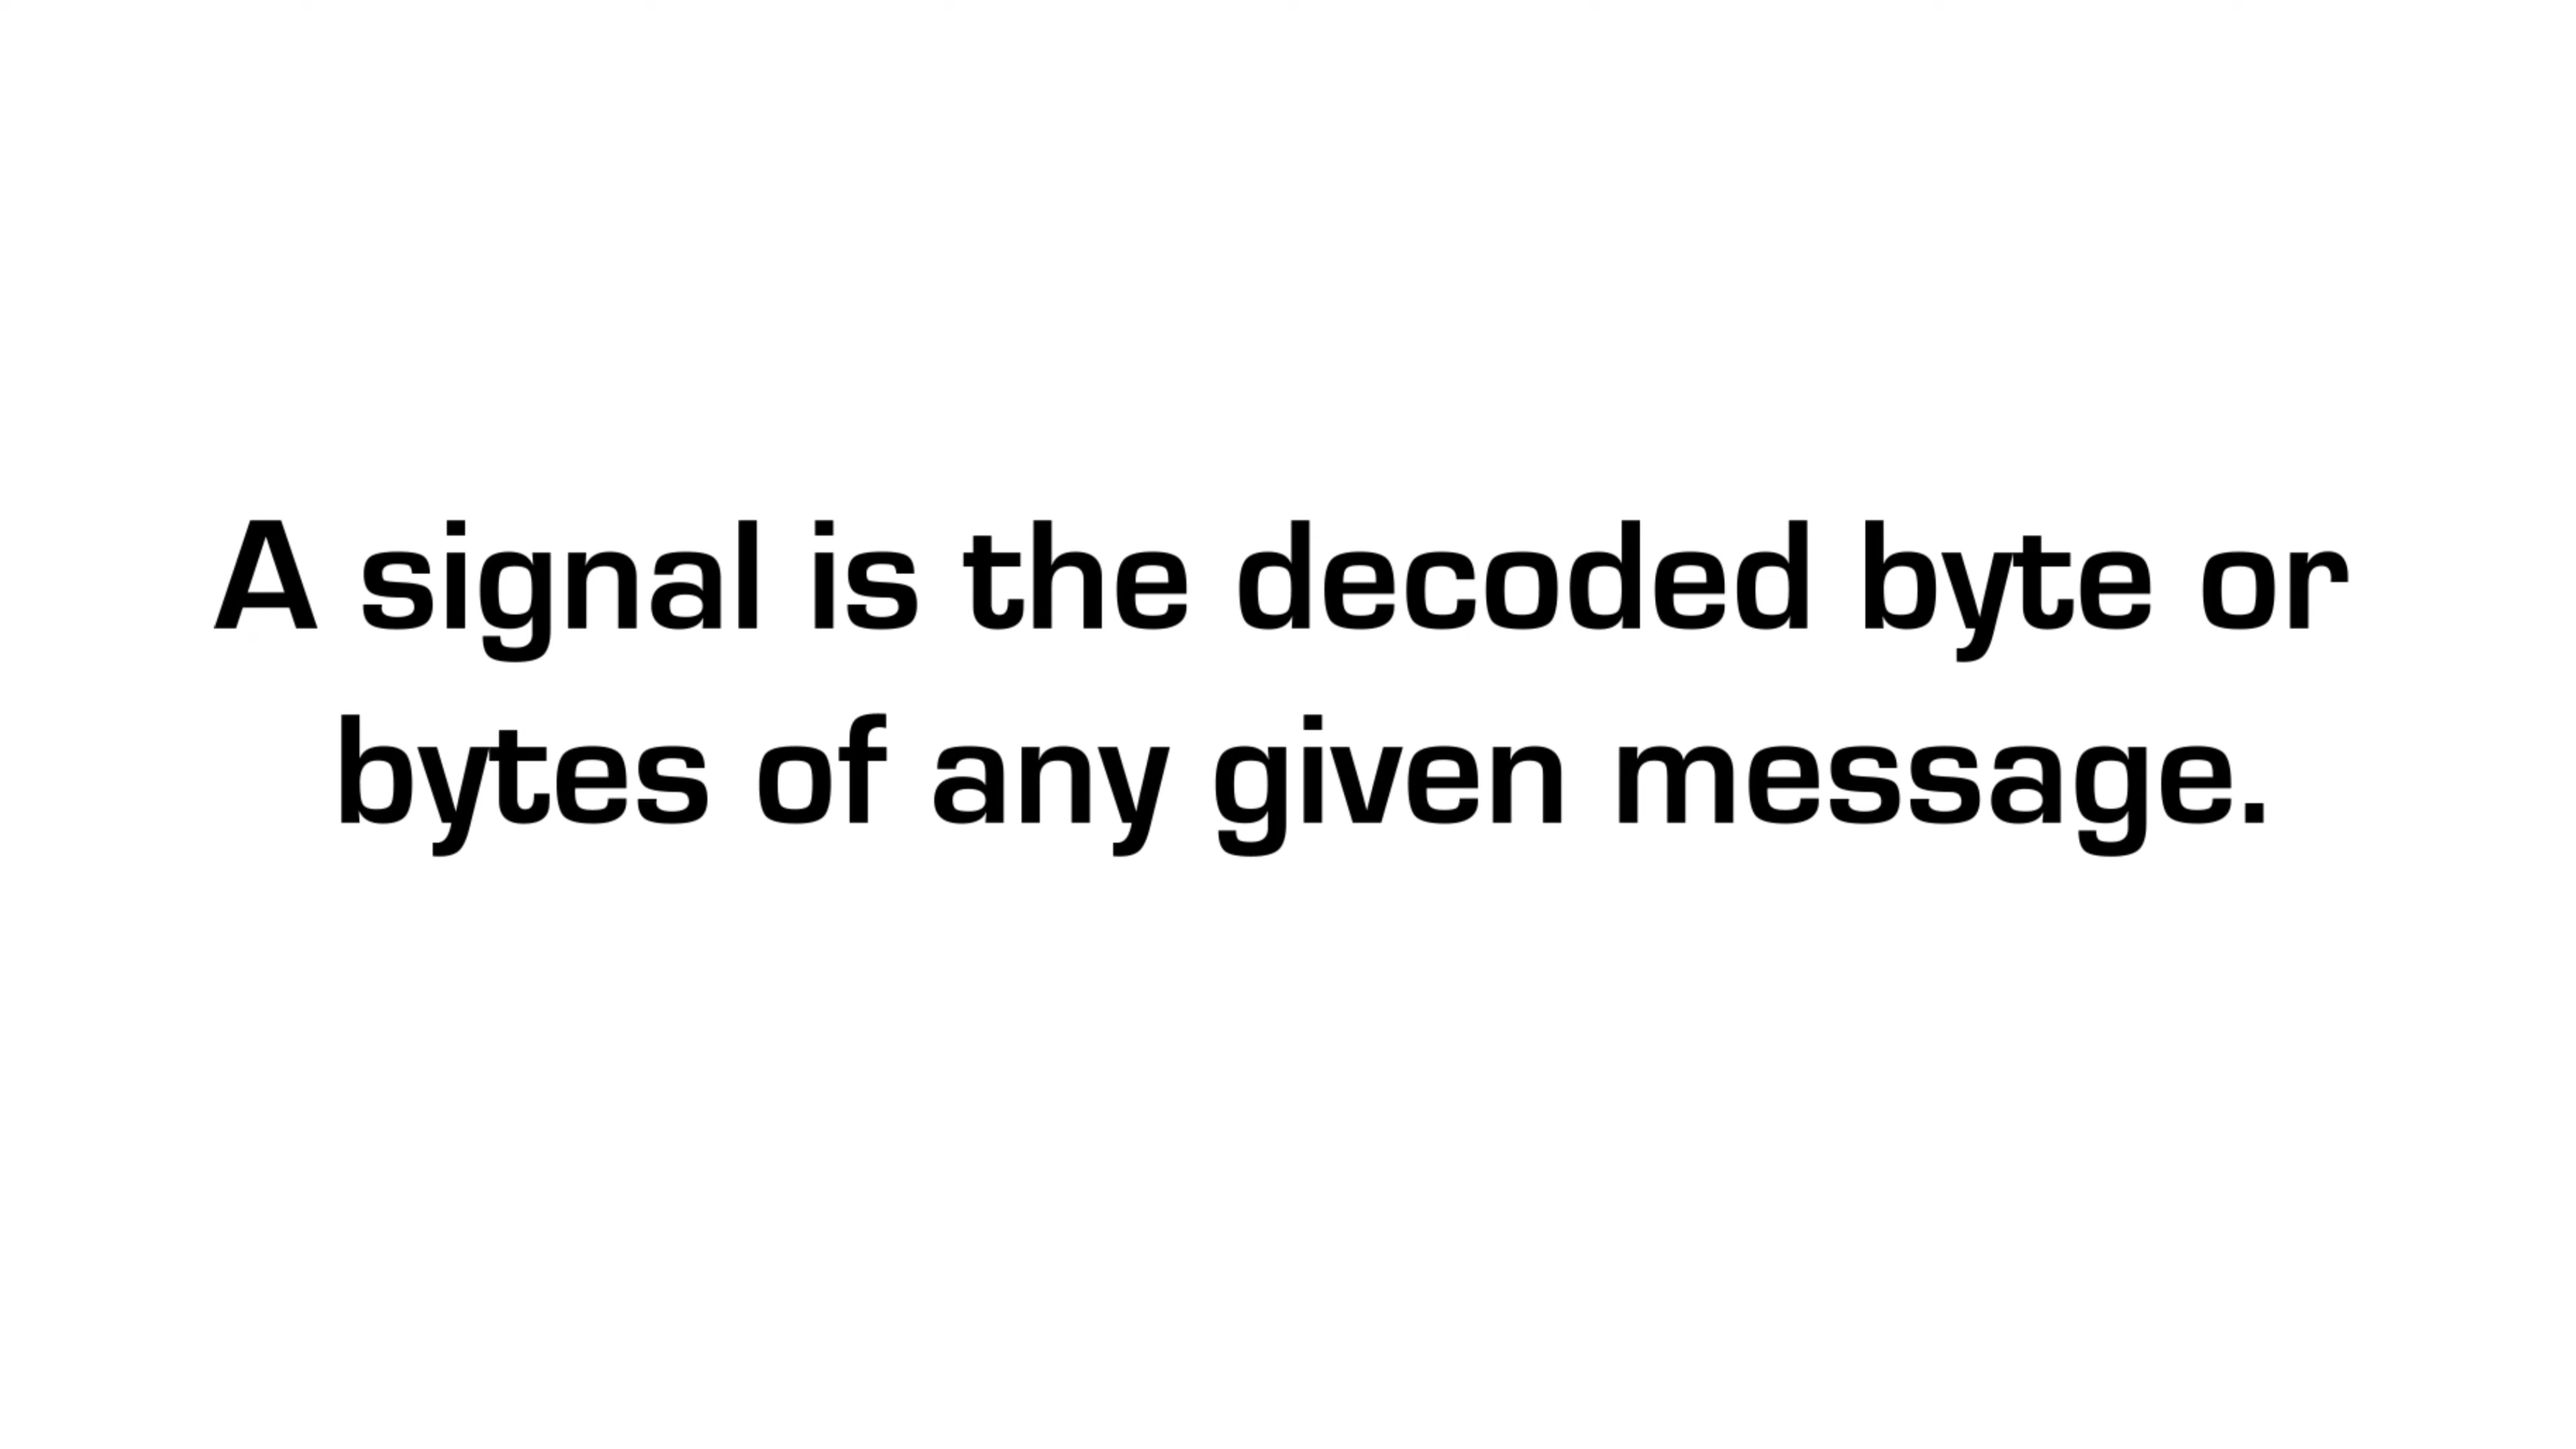 A signal is the decoded byte or
bytes of any given message.